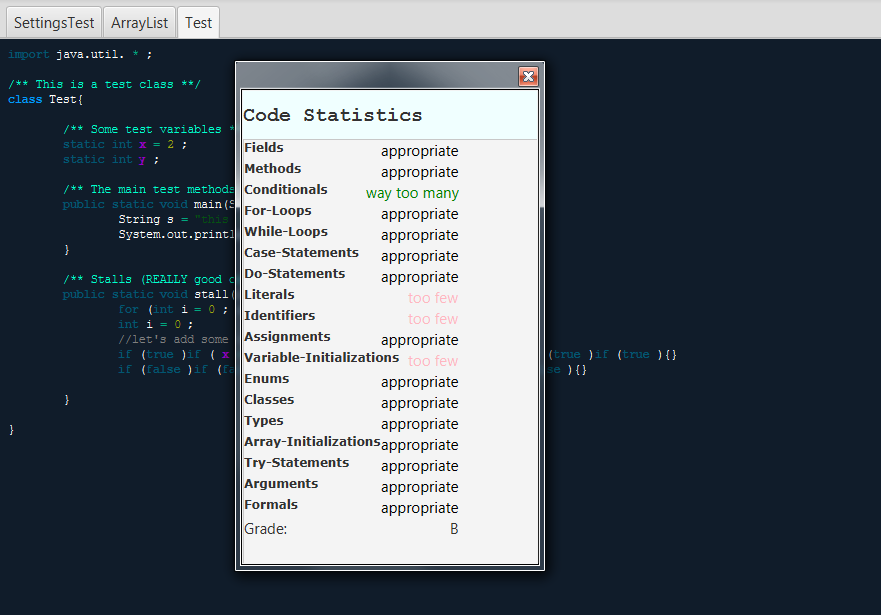 SettingsTest ArrayList Test
import java.util. * ;
/** This is a test class **/
class Test{
/** Some test variables *
static int x = 2 ;
static int y ;
/** The main test methods
public static void main(S
String s = "this
System.out.printl
}
/** Stalls (REALLY good
public static void stall(
for (int i = 0 ;
int i = 0 ;
//let's add some
if (true )if ( x (true )if (true ){}
if (false )if (fa se ){}
}
}
Code Statistics
Fields appropriate
Methods appropriate
Conditionals way too many
For-Loops appropriate
While-Loops appropriate
Case-Statements appropriate
Do-Statements appropriate
Literals too few
Identifiers too few
Assignments appropriate
Variable-Initializations too few
Enums appropriate
Classes appropriate
Types appropriate
Array-Initializations appropriate
Try-Statements appropriate
Arguments appropriate
Formals appropriate
Grade: B